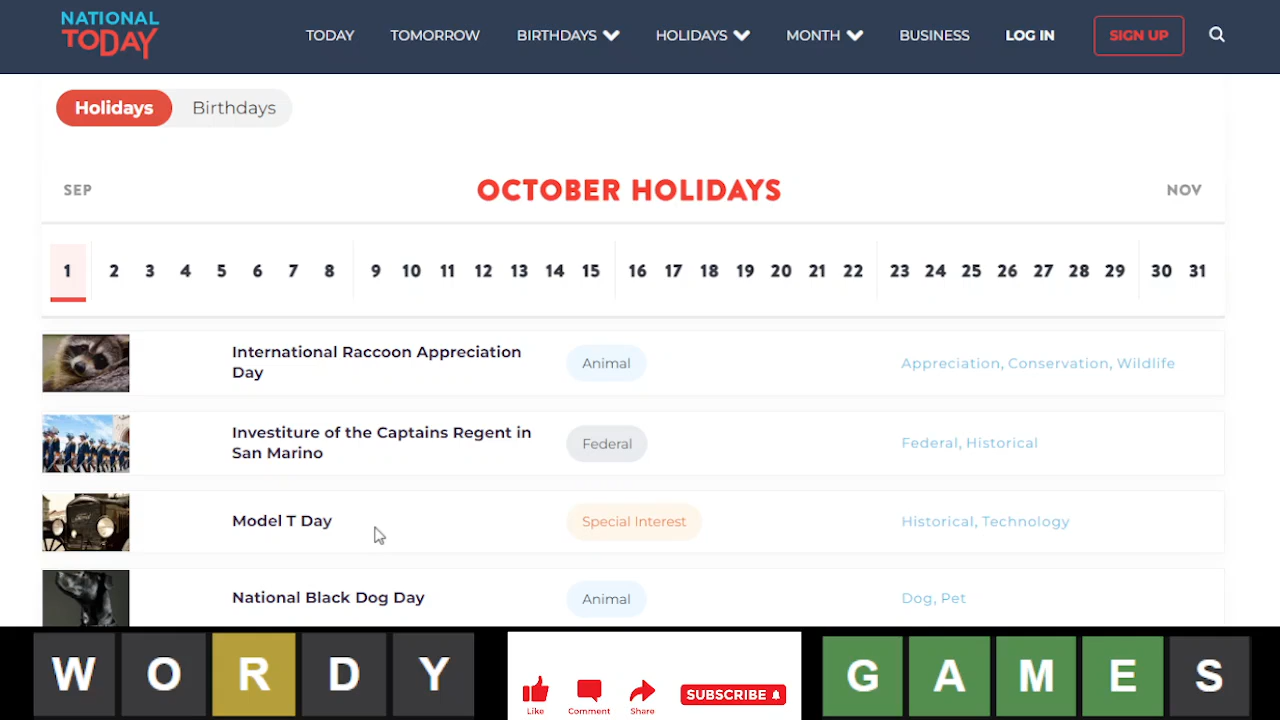 NATIONAL
TODAY
TODAY TOMORROW BIRTHDAYS HOLIDAYS MONTH BUSINESS LOG IN SIGN UP
Holidays Birthdays
SEP OCTOBER HOLIDAYS NOV
1 2 3 4 5 6 7 8 9 10 11 12 13 14 15 16 17 18 19 20 21 22 23 24 25 26 27 28 29 30 31
International Raccoon Appreciation
Day
Animal
Appreciation, Conservation, Wildlife
Investiture of the Captains Regent in
San Marino
Federal
Federal, Historical
Model T Day
Special Interest
Historical, Technology
National Black Dog Day
Animal
Dog, Pet
WORDY
Like Comment Share
SUBSCRIBE
GAMES